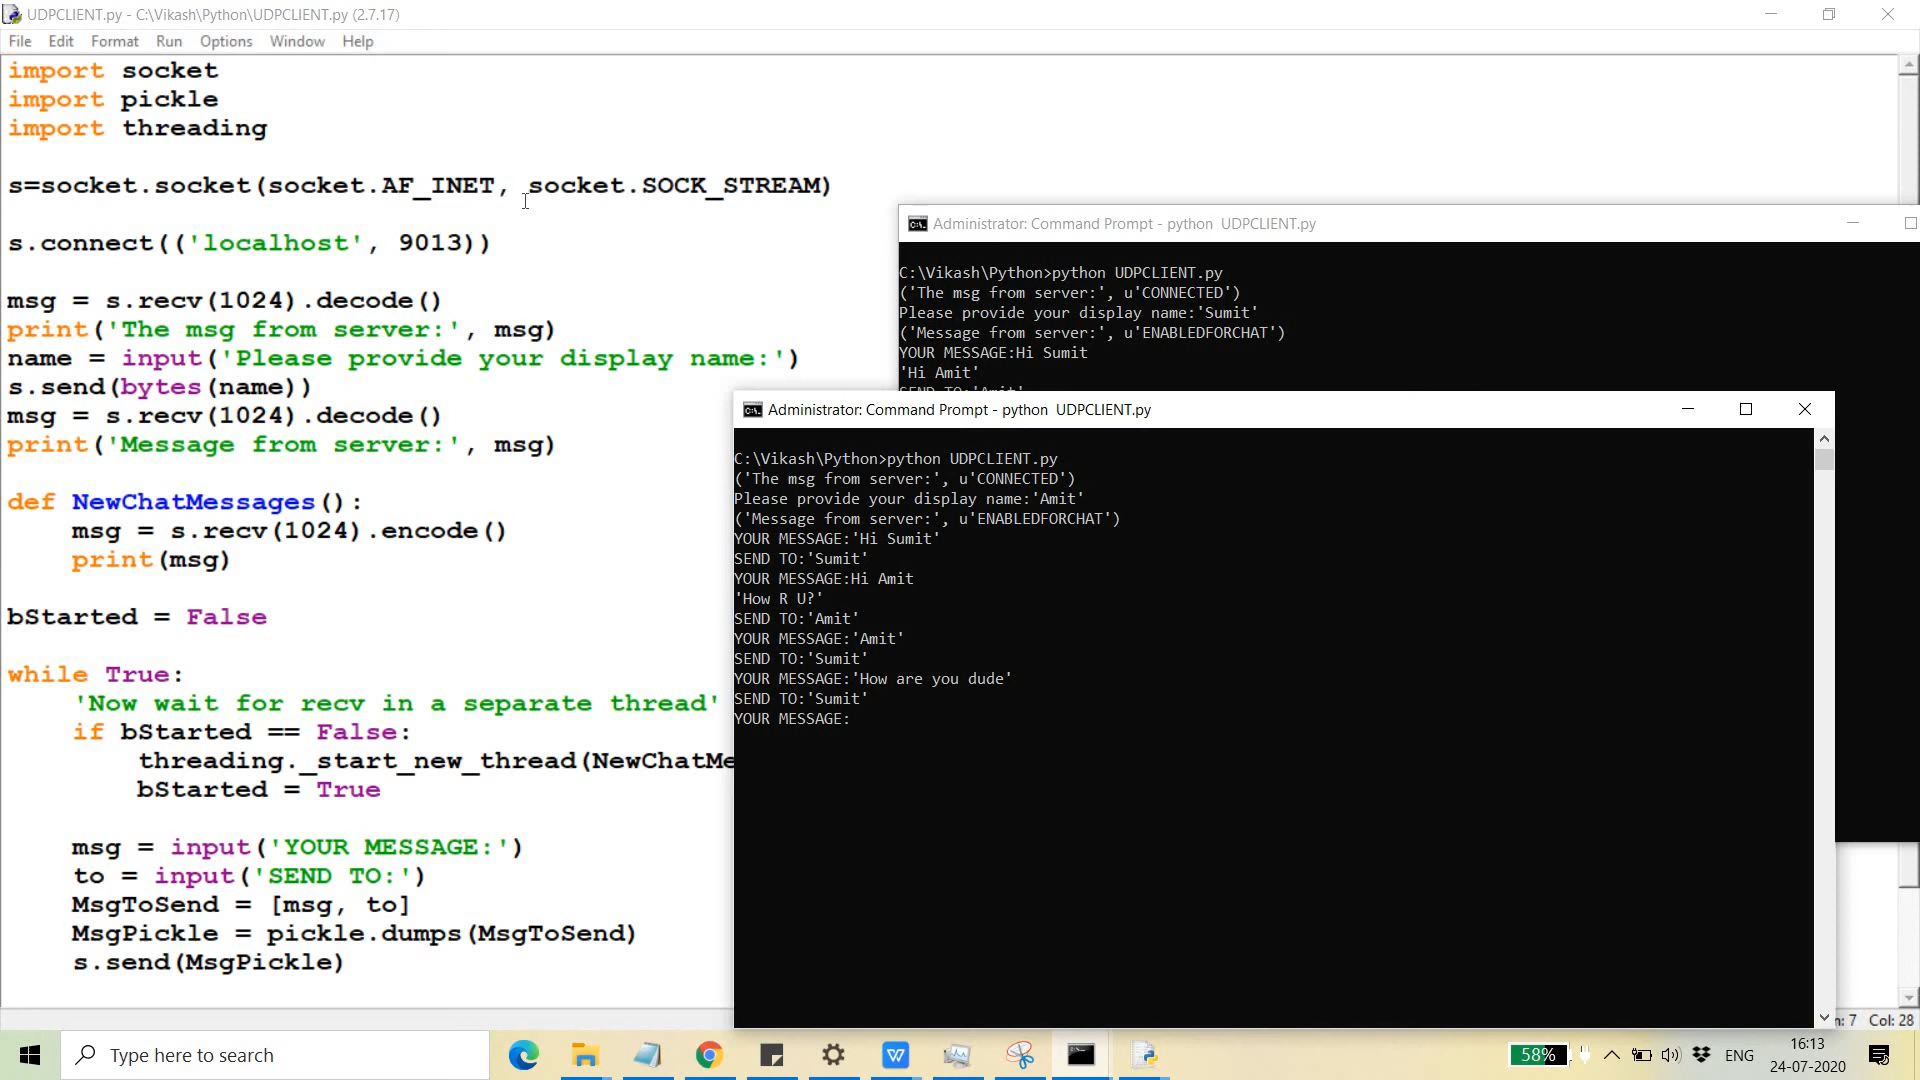 UDPCLIENT.py - C:\Vikash\Python\UDPCLIENT.py (2.7.17)
File Edit Format Run Options Window Help
import socket
import pickle
import threading
s=socket.socket(socket.AF_INET, socket.SOCK_STREAM)
s.connect(('localhost', 9013))
msg = s.recv(1024).decode()
print('The msg from server:', msg)
name = input('Please provide your display name:')
s.send(bytes(name))
msg = s.recv(1024).decode()
print('Message from server:', msg)
def NewChatMessages():
    msg = s.recv(1024).encode()
    print(msg)
bStarted = False
while True:
    'Now wait for recv in a separate thread'
    if bStarted == False:
        threading._start_new_thread(NewChatMe
        bStarted = True
    msg = input('YOUR MESSAGE:')
    to = input('SEND TO:')
    MsgToSend = [msg, to]
    MsgPickle = pickle.dumps(MsgToSend)
    s.send(MsgPickle)
Administrator: Command Prompt - python UDPCLIENT.py
C:\Vikash\Python>python UDPCLIENT.py
('The msg from server:', u'CONNECTED')
Please provide your display name:'Sumit'
('Message from server:', u'ENABLEDFORCHAT')
YOUR MESSAGE:Hi Sumit
'Hi Amit'
SEND TO:'Amit'
Administrator: Command Prompt - python UDPCLIENT.py
C:\Vikash\Python>python UDPCLIENT.py
('The msg from server:', u'CONNECTED')
Please provide your display name:'Amit'
('Message from server:', u'ENABLEDFORCHAT')
YOUR MESSAGE:'Hi Sumit'
SEND TO:'Sumit'
YOUR MESSAGE:Hi Amit
'How R U?'
SEND TO:'Amit'
YOUR MESSAGE:'Amit'
SEND TO:'Sumit'
YOUR MESSAGE:'How are you dude'
SEND TO:'Sumit'
YOUR MESSAGE:
n: 7 Col: 28
Type here to search
58%
ENG
16:13
24-07-2020